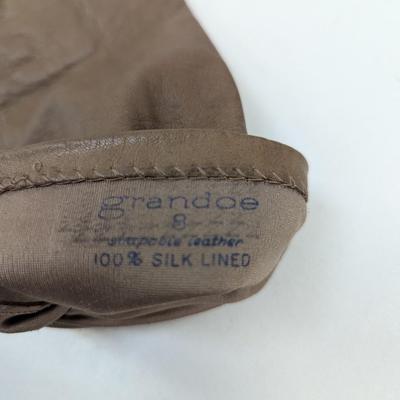 grandoe
8
leather
100% SILK LINED